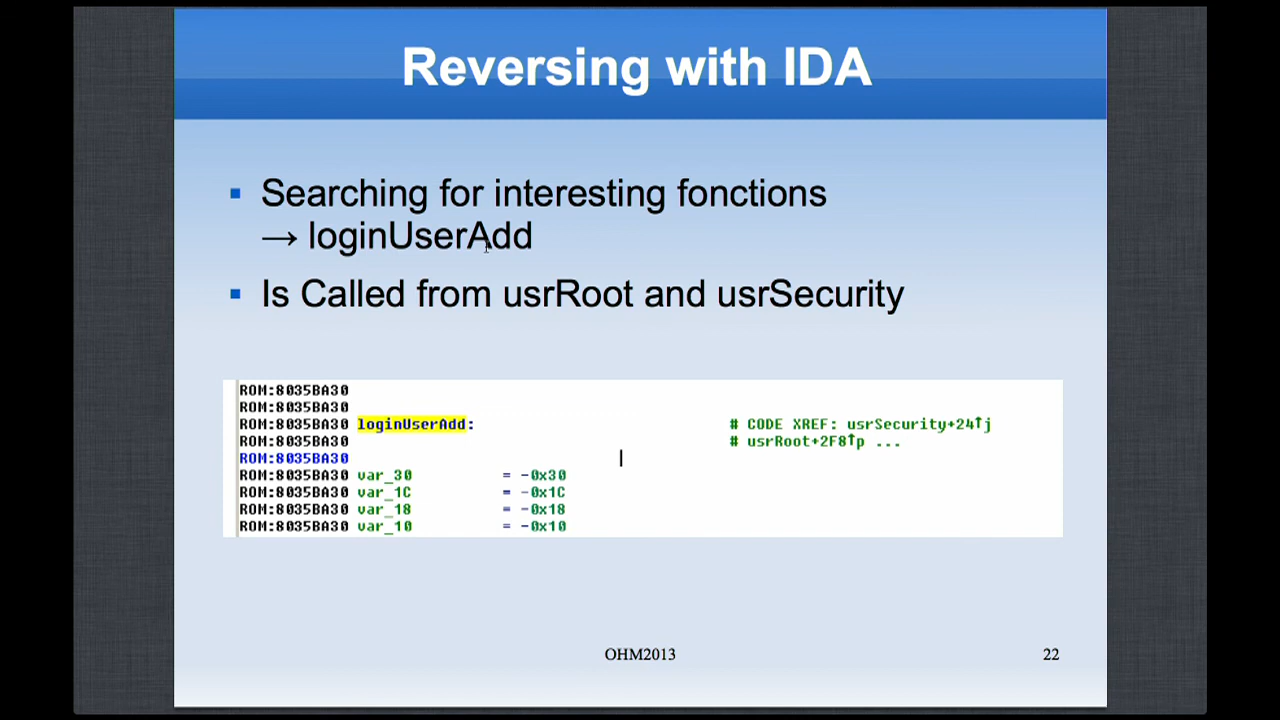 Reversing with IDA
▪ Searching for interesting fonctions
→ loginUserAdd
▪ Is Called from usrRoot and usrSecurity
ROM:8035BA30
ROM:8035BA30
ROM:8035BA30 loginUserAdd: # CODE XREF: usrSecurity+24↑j
ROM:8035BA30 # usrRoot+2F8↑p ...
ROM:8035BA30
ROM:8035BA30 var_30 = -0x30
ROM:8035BA30 var_1C = -0x1C
ROM:8035BA30 var_18 = -0x18
ROM:8035BA30 var_10 = -0x10
OHM2013 22